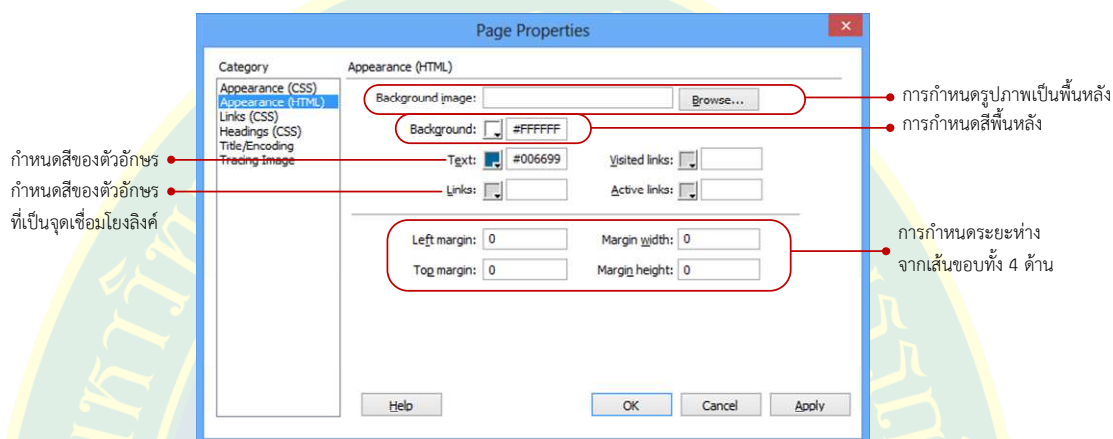 Page Properties
Category
Appearance (CSS)
Appearance (HTML)
Links (CSS)
Headings (CSS)
Title/Encoding
Tracing Image
Appearance (HTML)
Background image: Browse...
Background: #FFFFFF
Text: #006699 Visited links:
Links: Active links:
Left margin: 0 Margin width: 0
Top margin: 0 Margin height: 0
Help OK Cancel Apply
การกำหนดรูปภาพเป็นพื้นหลัง
การกำหนดสีพื้นหลัง
กำหนดสีของตัวอักษร
กำหนดสีของตัวอักษร
ที่เป็นจุดเชื่อมโยงลิงค์
การกำหนดระยะห่าง
จากเส้นขอบทั้ง 4 ด้าน